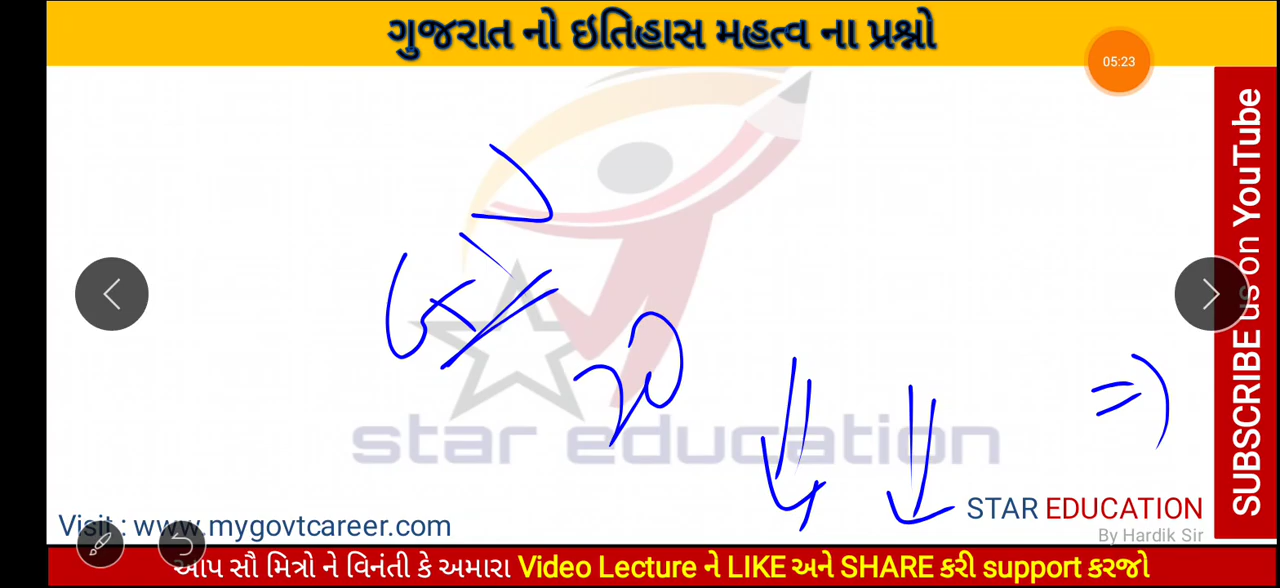 ગુજરાત નો ઇતિહાસ મહત્વ ના પ્રશ્નો
05:23
SUBSCRIBE us on YouTube
star education
STAR EDUCATION
By Hardik Sir
Visit : www.mygovtcareer.com
આપ સૌ મિત્રો ને વિનંતી કે અમારા Video Lecture ને LIKE અને SHARE કરી support કરજો